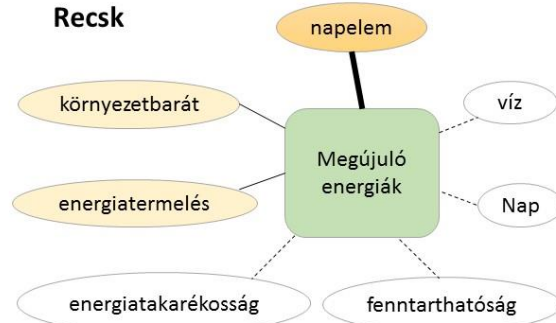 Recsk
napelem
környezetbarát
víz
Megújuló
energiák
energiatermelés
Nap
energiatakarékosság
fenntarthatóság